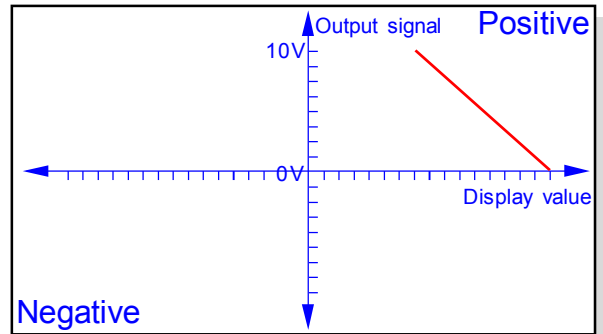 Output signal
Positive
10V
0V
Display value
Negative